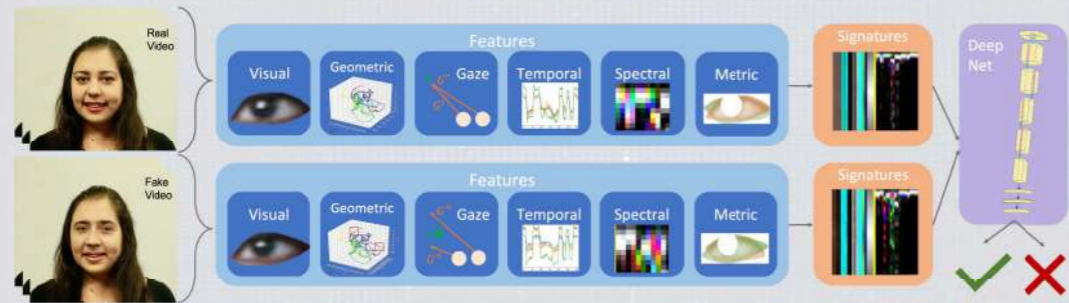 Real
Video
Features
Visual
Geometric
Gaze
Temporal
Spectral
Metric
Signatures
Deep
Net
Fake
Video
Features
Visual
Geometric
Gaze
Temporal
Spectral
Metric
Signatures